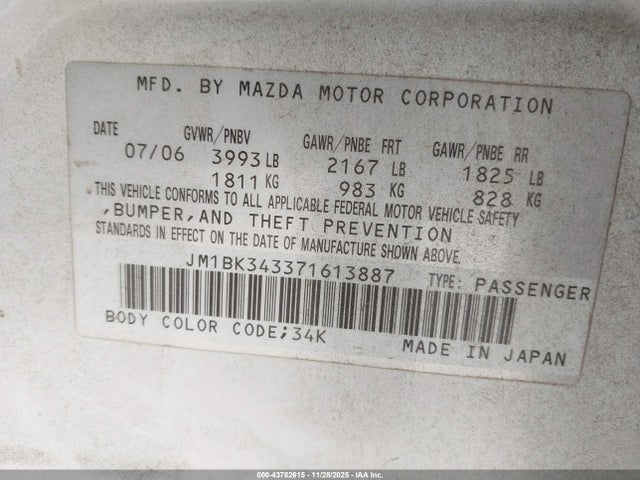 MFD. BY MAZDA MOTOR CORPORATION
DATE GVWR/PNBV GAWR/PNBE FRT GAWR/PNBE RR
07/06 3993 LB 2167 LB 1825 LB
1811 KG 983 KG 828 KG
THIS VEHICLE CONFORMS TO ALL APPLICABLE FEDERAL MOTOR VEHICLE SAFETY
,BUMPER,AND THEFT PREVENTION
STANDARDS IN EFFECT ON THE DATE OF MANUFACTURE SHOWN ABOVE.
JM1BK343371613887 TYPE: PASSENGER
BODY COLOR CODE;34K
MADE IN JAPAN
000-43782615 - 11/28/2025 - IAA Inc.